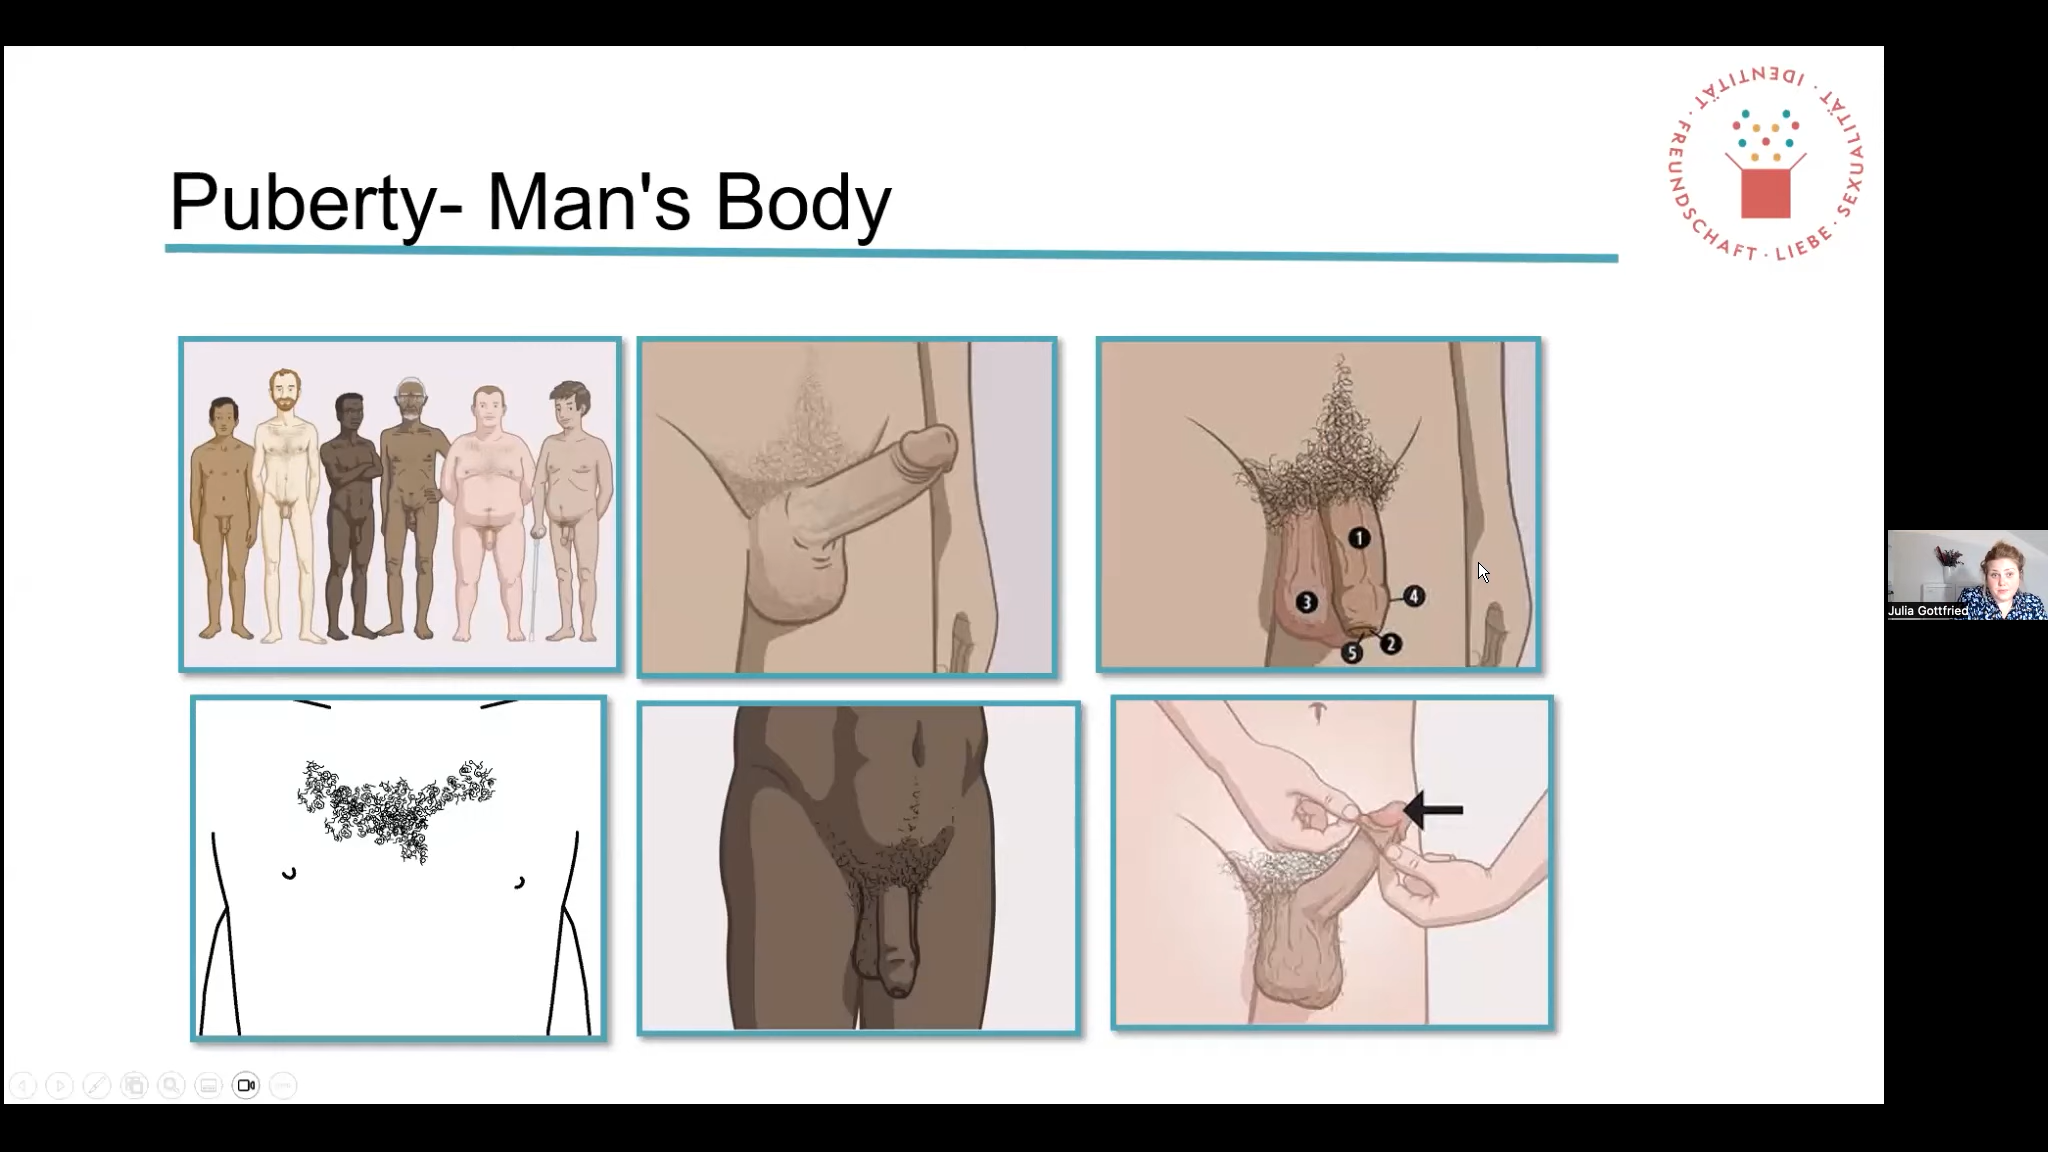 Puberty- Man's Body
FREUNDSCHAFT · LIEBE · SEXUALITÄT · IDENTITÄT ·
1
3
4
2
5
Julia Gottfried